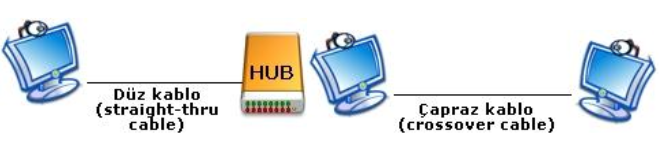 HUB
Düz kablo
(straight-thru
cable)
Çapraz kablo
(crossover cable)